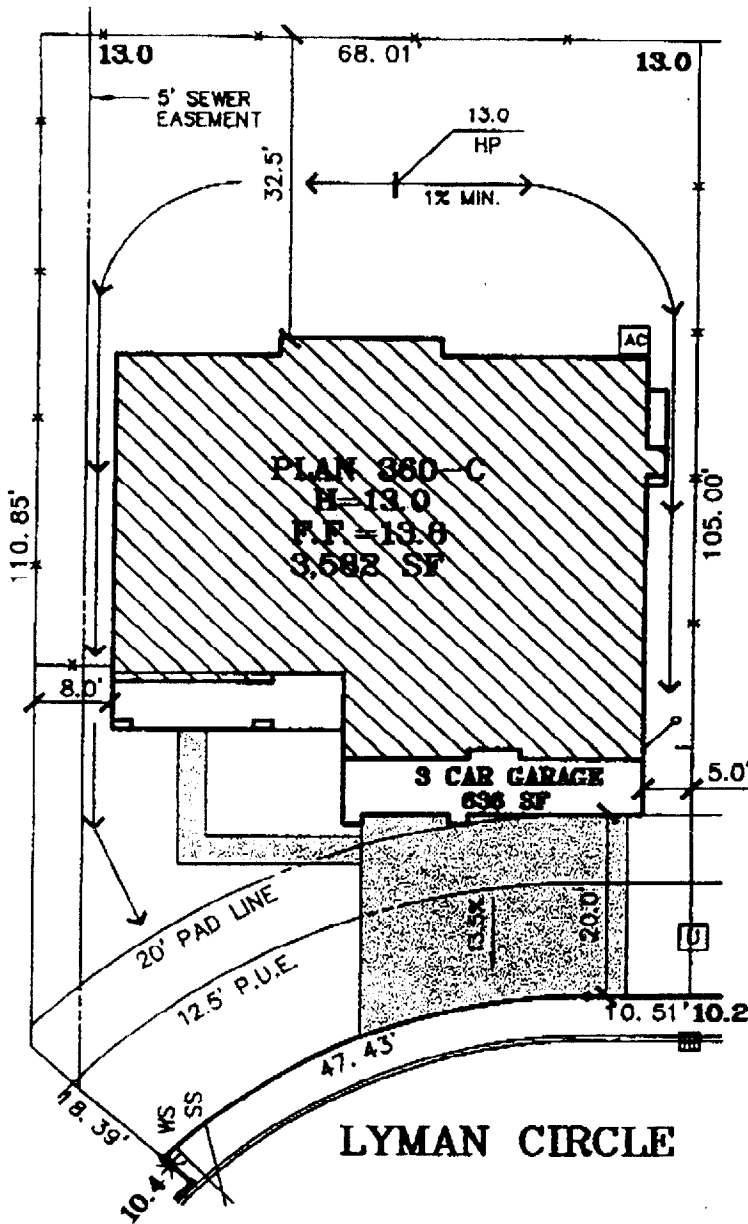 13.0
68.01
13.0
5' SEWER
EASEMENT
13.0
HP
32.5'
1% MIN.
AC
PLAN 360-C
H=13.0
F.F.=13.8
3,582 SF
110.85'
105.00'
8.0'
3 CAR GARAGE
636 SF
5.0'
20' PAD LINE
13.5%
20.0'
U
12.5' P.U.E.
10.51'
10.2
47.43'
18.39'
WS
SS
10.4
LYMAN CIRCLE